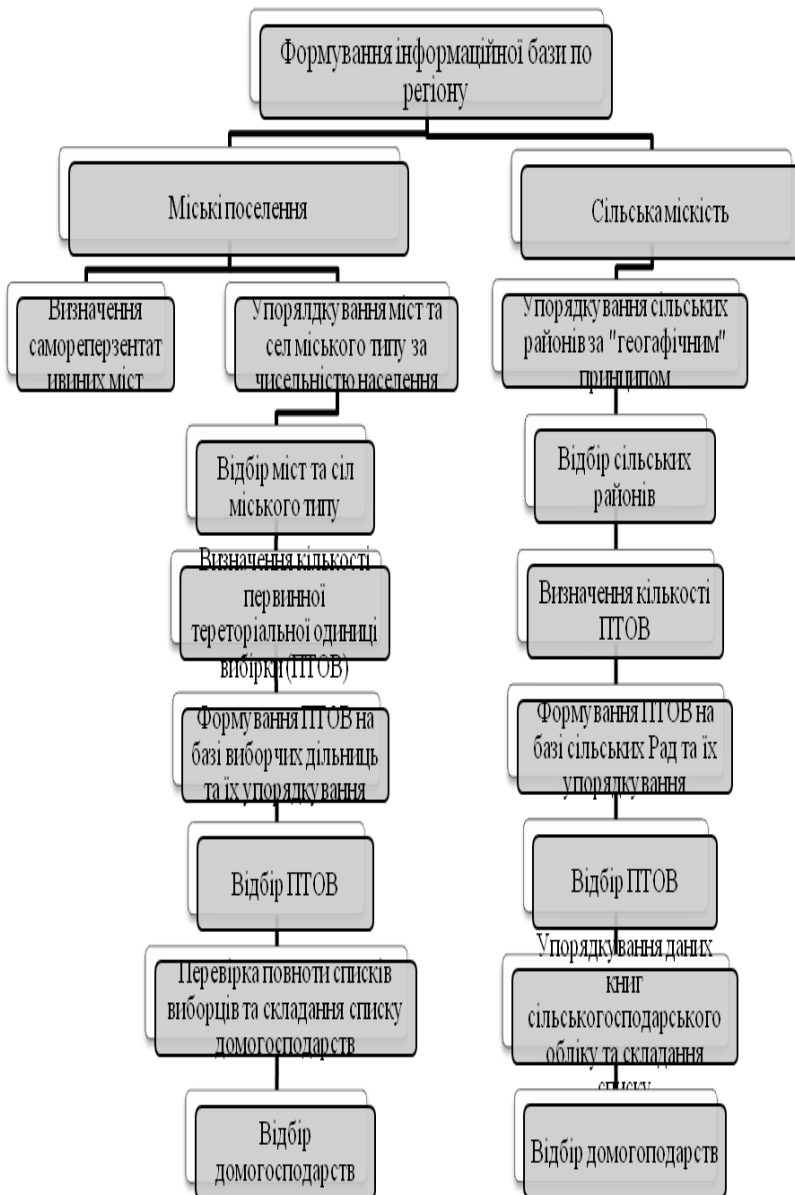 Формування інформаційної бази по
регіону
Міські поселення
Сільська міскість
Визначення
самореперзентат
ивиних міст
Упорялдкування міст та
сел міського типу за
чисельністю населення
Упорядкування сільських
районів за "геогафічним"
принципом
Відбір міст та сіл
міського типу
Відбір сільських
районів
Визначення кількості
первинної
тереторіальної одиниці
вибірки (ПТОВ)
Визначення кількості
ПТОВ
Формування ПТОВ на
базі виборчих дільниць
та їх упорядкування
Формування ПТОВ на
базі сільських Рад та їх
упорядкування
Відбір ПТОВ
Відбір ПТОВ
Перевірка повноти списків
виборців та складання списку
домогосподарств
Упорядкування даних
книг
сільськогосподарського
обліку та складання
списку
Відбір
домогосподарств
Відбір домогоподарств